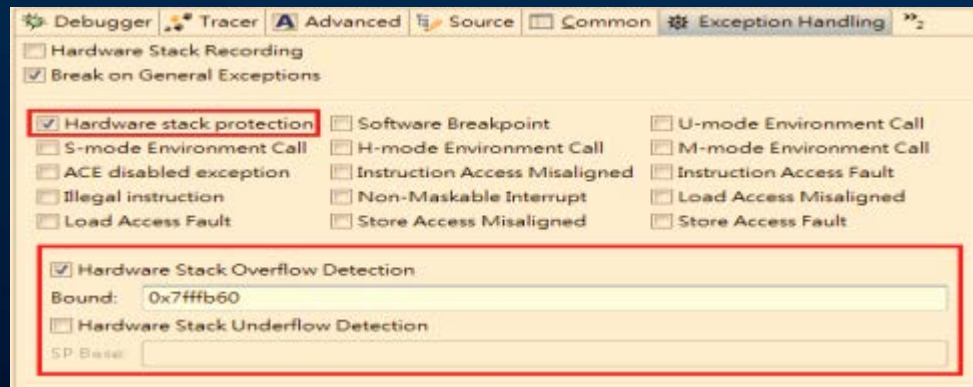 Debugger Tracer Advanced Source Common Exception Handling »2
Hardware Stack Recording
Break on General Exceptions
Hardware stack protection Software Breakpoint U-mode Environment Call
S-mode Environment Call H-mode Environment Call M-mode Environment Call
ACE disabled exception Instruction Access Misaligned Instruction Access Fault
Illegal instruction Non-Maskable Interrupt Load Access Misaligned
Load Access Fault Store Access Misaligned Store Access Fault
Hardware Stack Overflow Detection
Bound: 0x7fffb60
Hardware Stack Underflow Detection
SP Base: